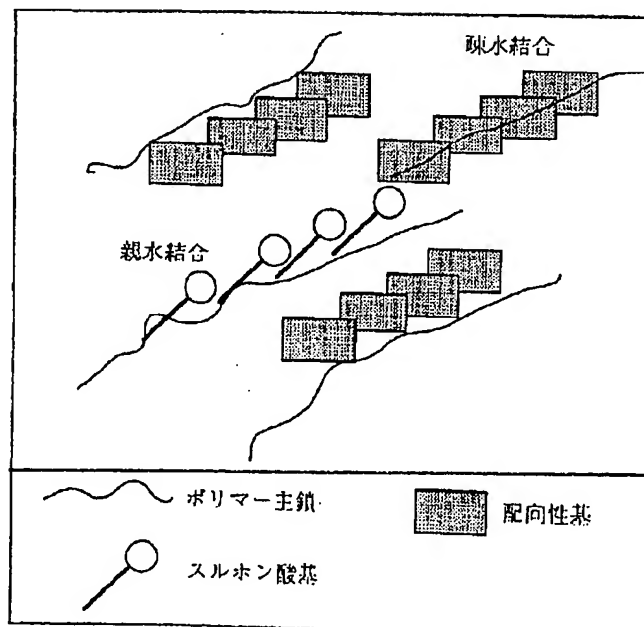 疎水結合
親水結合
ポリマー主鎖
配向性基
スルホン酸基